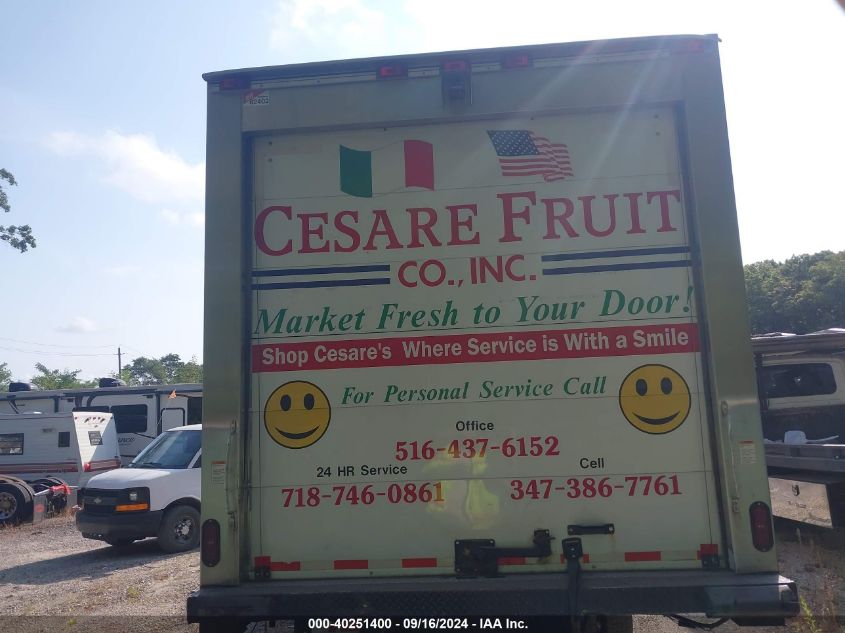 82402
CESARE FRUIT
CO., INC.
Market Fresh to Your Door!
Shop Cesare's Where Service is With a Smile
For Personal Service Call
Office
516-437-6152
24 HR Service
Cell
718-746-0861
347-386-7761
000-40251400 - 09/16/2024 - IAA Inc.